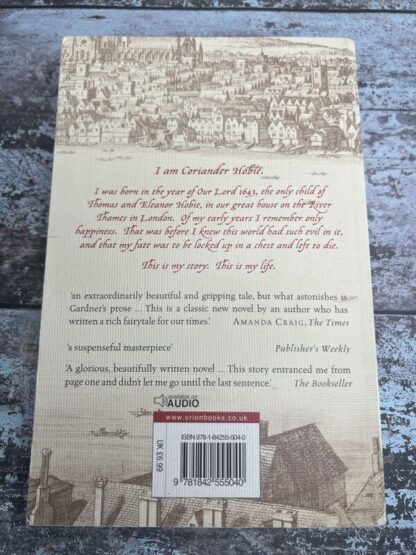 I am Coriander Hobie.
I was born in the year of Our Lord 1643, the only child of
Thomas and Eleanor Hobie, in our great house on the River
Thames in London. Of my early years I remember only
happiness. That was before I knew this world had such evil in it,
and that my fate was to be locked up in a chest and left to die.
This is my story. This is my life.
'an extraordinarily beautiful and gripping tale, but what astonishes is
Gardner's prose ... This is a classic new novel by an author who has
written a rich fairytale for our times.' AMANDA CRAIG, The Times
'a suspenseful masterpiece' Publisher's Weekly
'A glorious, beautifully written novel ... This story entranced me from
page one and didn't let me go until the last sentence.' The Bookseller
available on
AUDIO
www.orionbooks.co.uk
ISBN 978-1-84255-504-0
UK £6.99
9 781842 555040